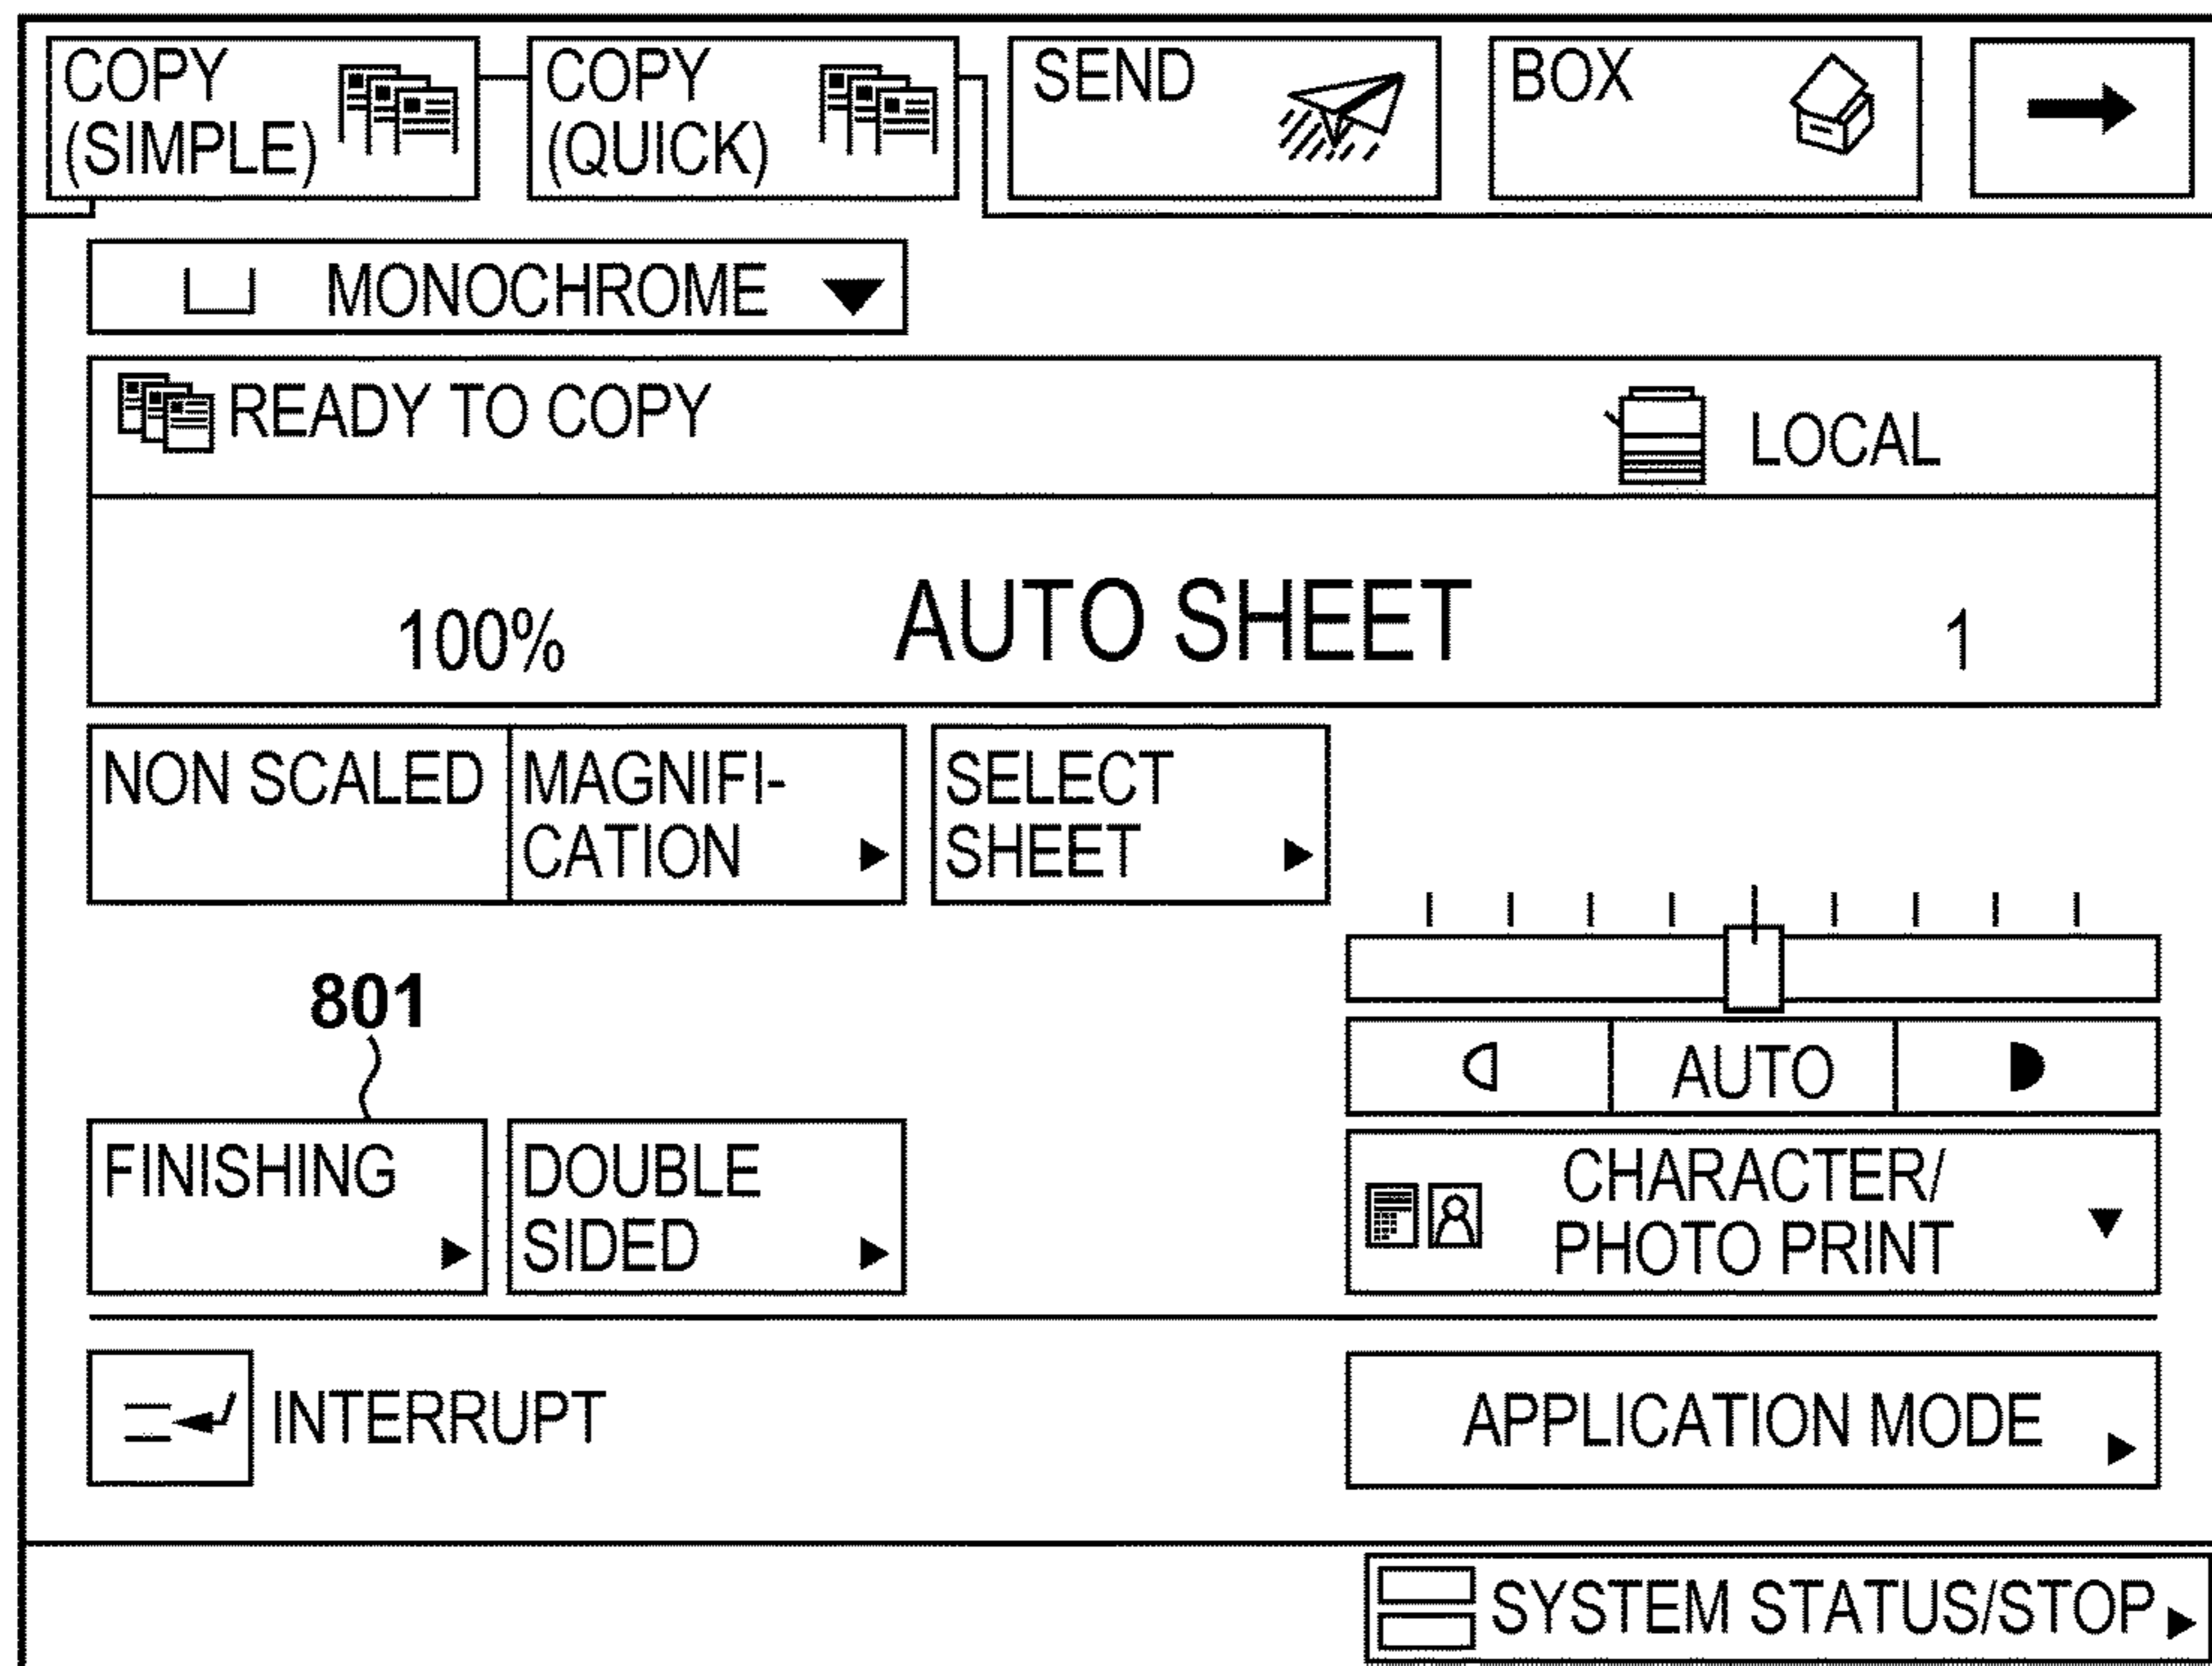 COPY
(SIMPLE)
COPY
(QUICK)
SEND
BOX
MONOCHROME
READY TO COPY
LOCAL
100%
AUTO SHEET
1
NON SCALED
MAGNIFI-
CATION
SELECT
SHEET
801
AUTO
FINISHING
DOUBLE
SIDED
CHARACTER/
PHOTO PRINT
INTERRUPT
APPLICATION MODE
SYSTEM STATUS/STOP